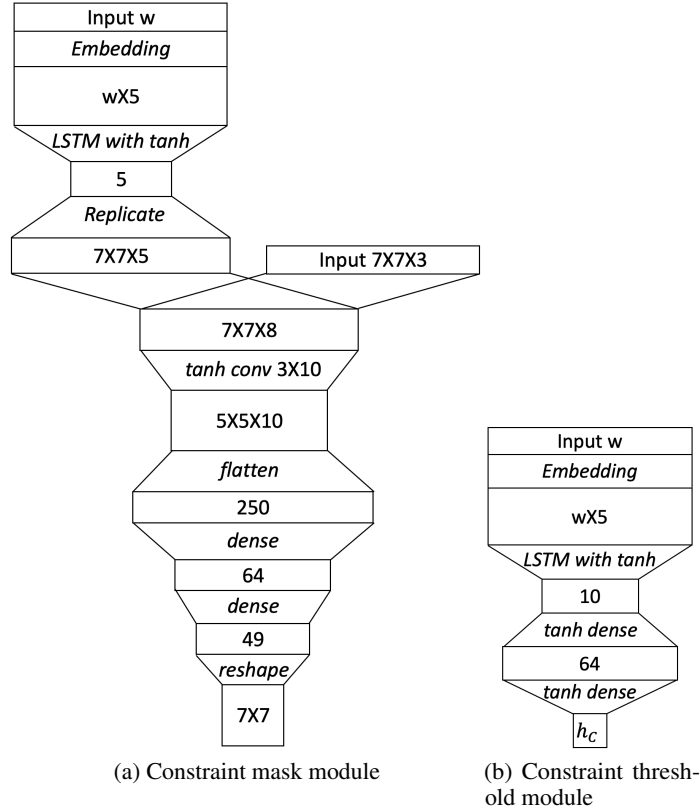 Input w
Embedding
wX5
LSTM with tanh
5
Replicate
7X7X5
Input 7X7X3
7X7X8
tanh conv 3X10
5X5X10
flatten
250
dense
64
dense
49
reshape
7X7
(a) Constraint mask module
Input w
Embedding
wX5
LSTM with tanh
10
tanh dense
64
tanh dense
h_C
(b) Constraint thresh-
old module